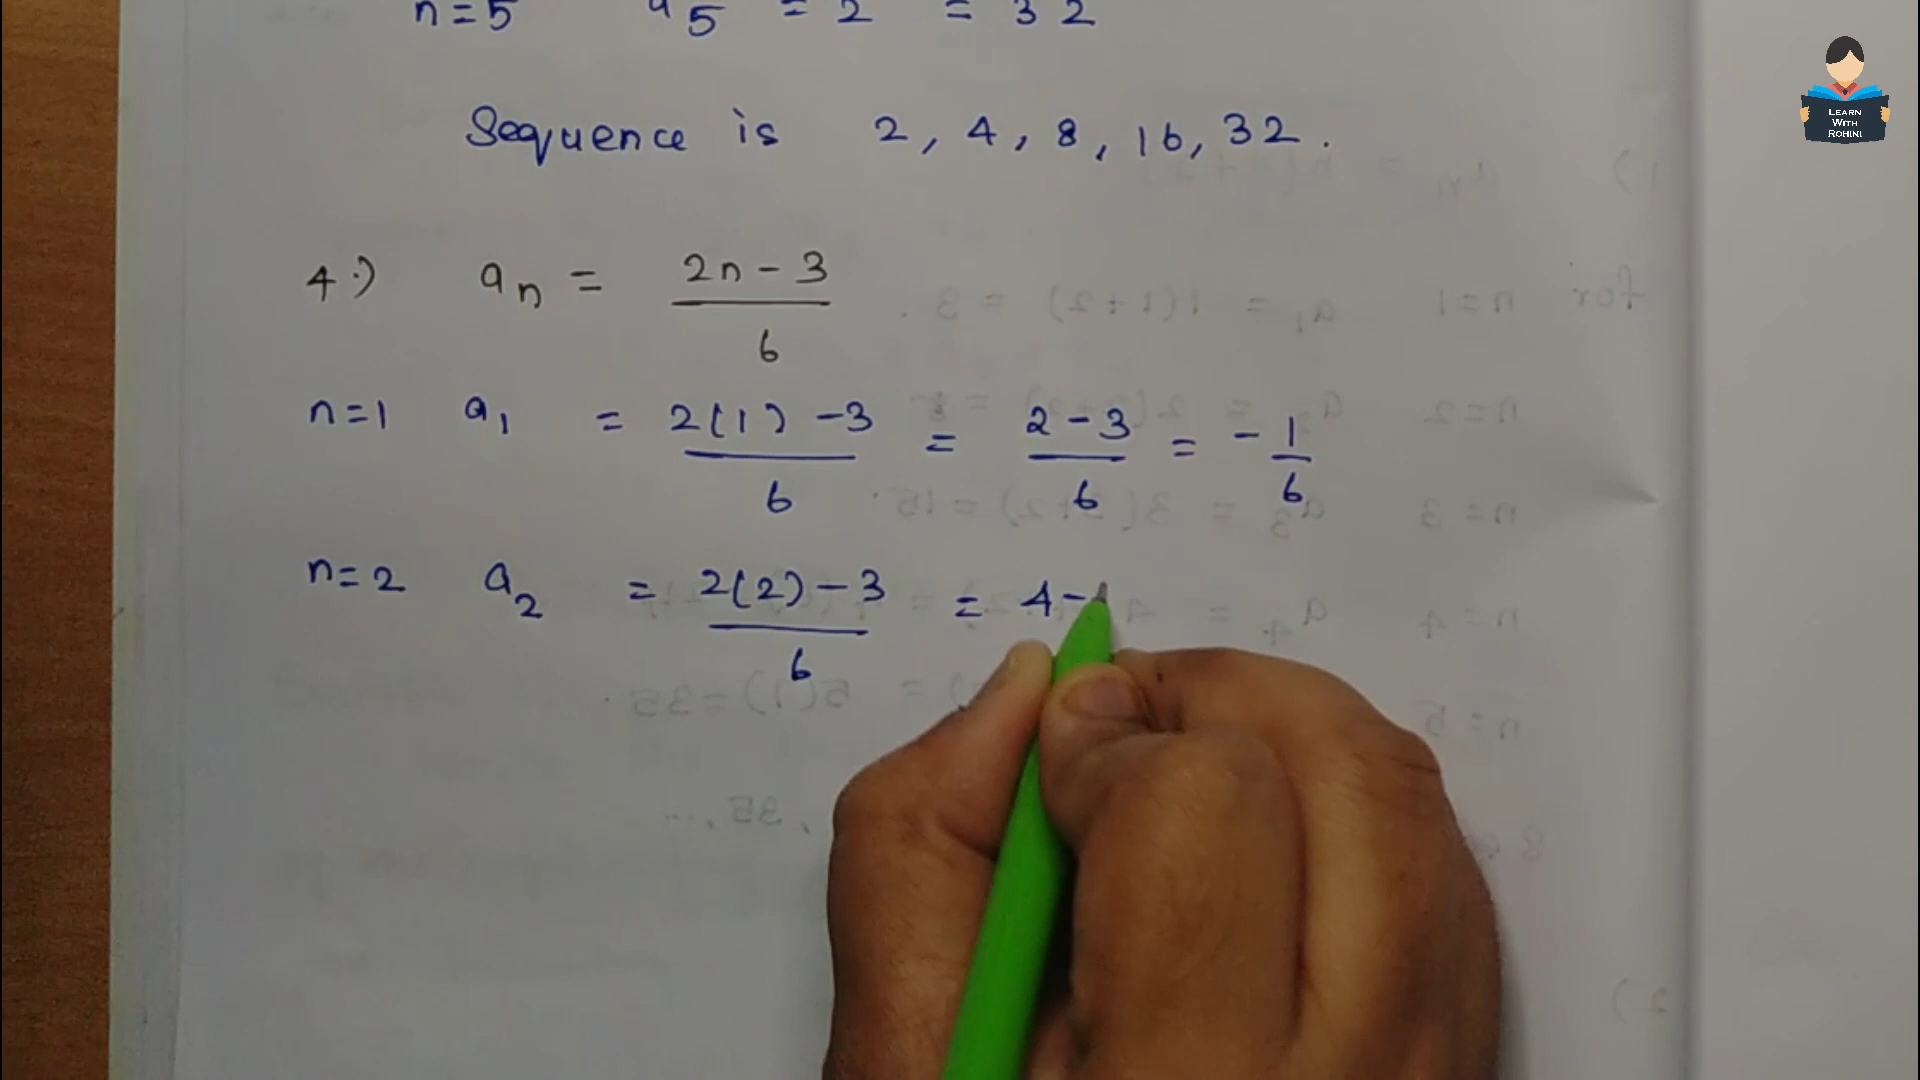 n=5 a5 = 2 = 32
Sequence is 2, 4, 8, 16, 32.
4.) an = 2n - 3 / 6
n=1 a1 = 2(1) - 3 / 6 = 2 - 3 / 6 = - 1 / 6
n=2 a2 = 2(2) - 3 / 6 = 4 -
LEARN
WITH
ROHINI